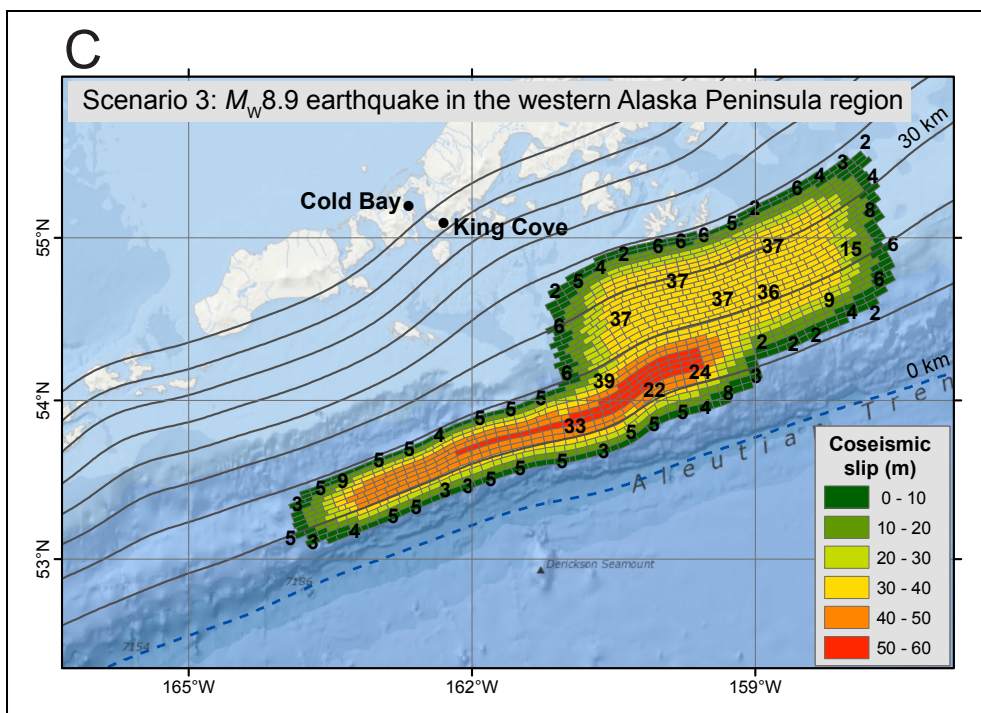 C
Scenario 3: MW8.9 earthquake in the western Alaska Peninsula region
30 km
Cold Bay
King Cove
55°N
54°N
53°N
2
3
4
4
6
8
2
5
6
6
6
2
4
5
2
6
6
37
37
37
37
36
15
6
6
9
4
2
2
2
2
3
39
24
22
8
4
5
5
5
3
33
5
5
5
4
5
5
9
5
3
5
3
4
5
5
3
3
5
5
5
0 km
Aleutian Tren
Derickson Seamount
7186
7154
Coseismic
slip (m)
0 - 10
10 - 20
20 - 30
30 - 40
40 - 50
50 - 60
165°W
162°W
159°W